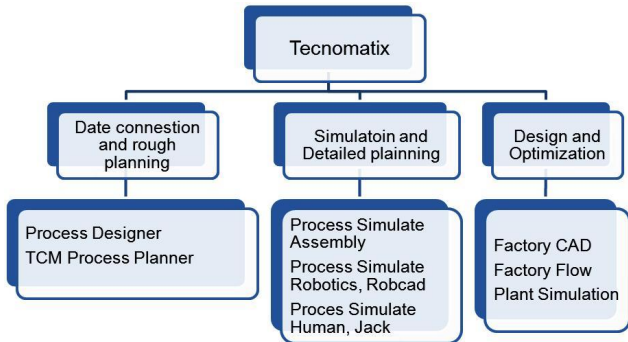 Tecnomatix
Date connestion
and rough
planning
Simulatoin and
Detailed plainning
Design and
Optimization
Process Designer
TCM Process Planner
Process Simulate
Assembly
Process Simulate
Robotics, Robcad
Proces Simulate
Human, Jack
Factory CAD
Factory Flow
Plant Simulation